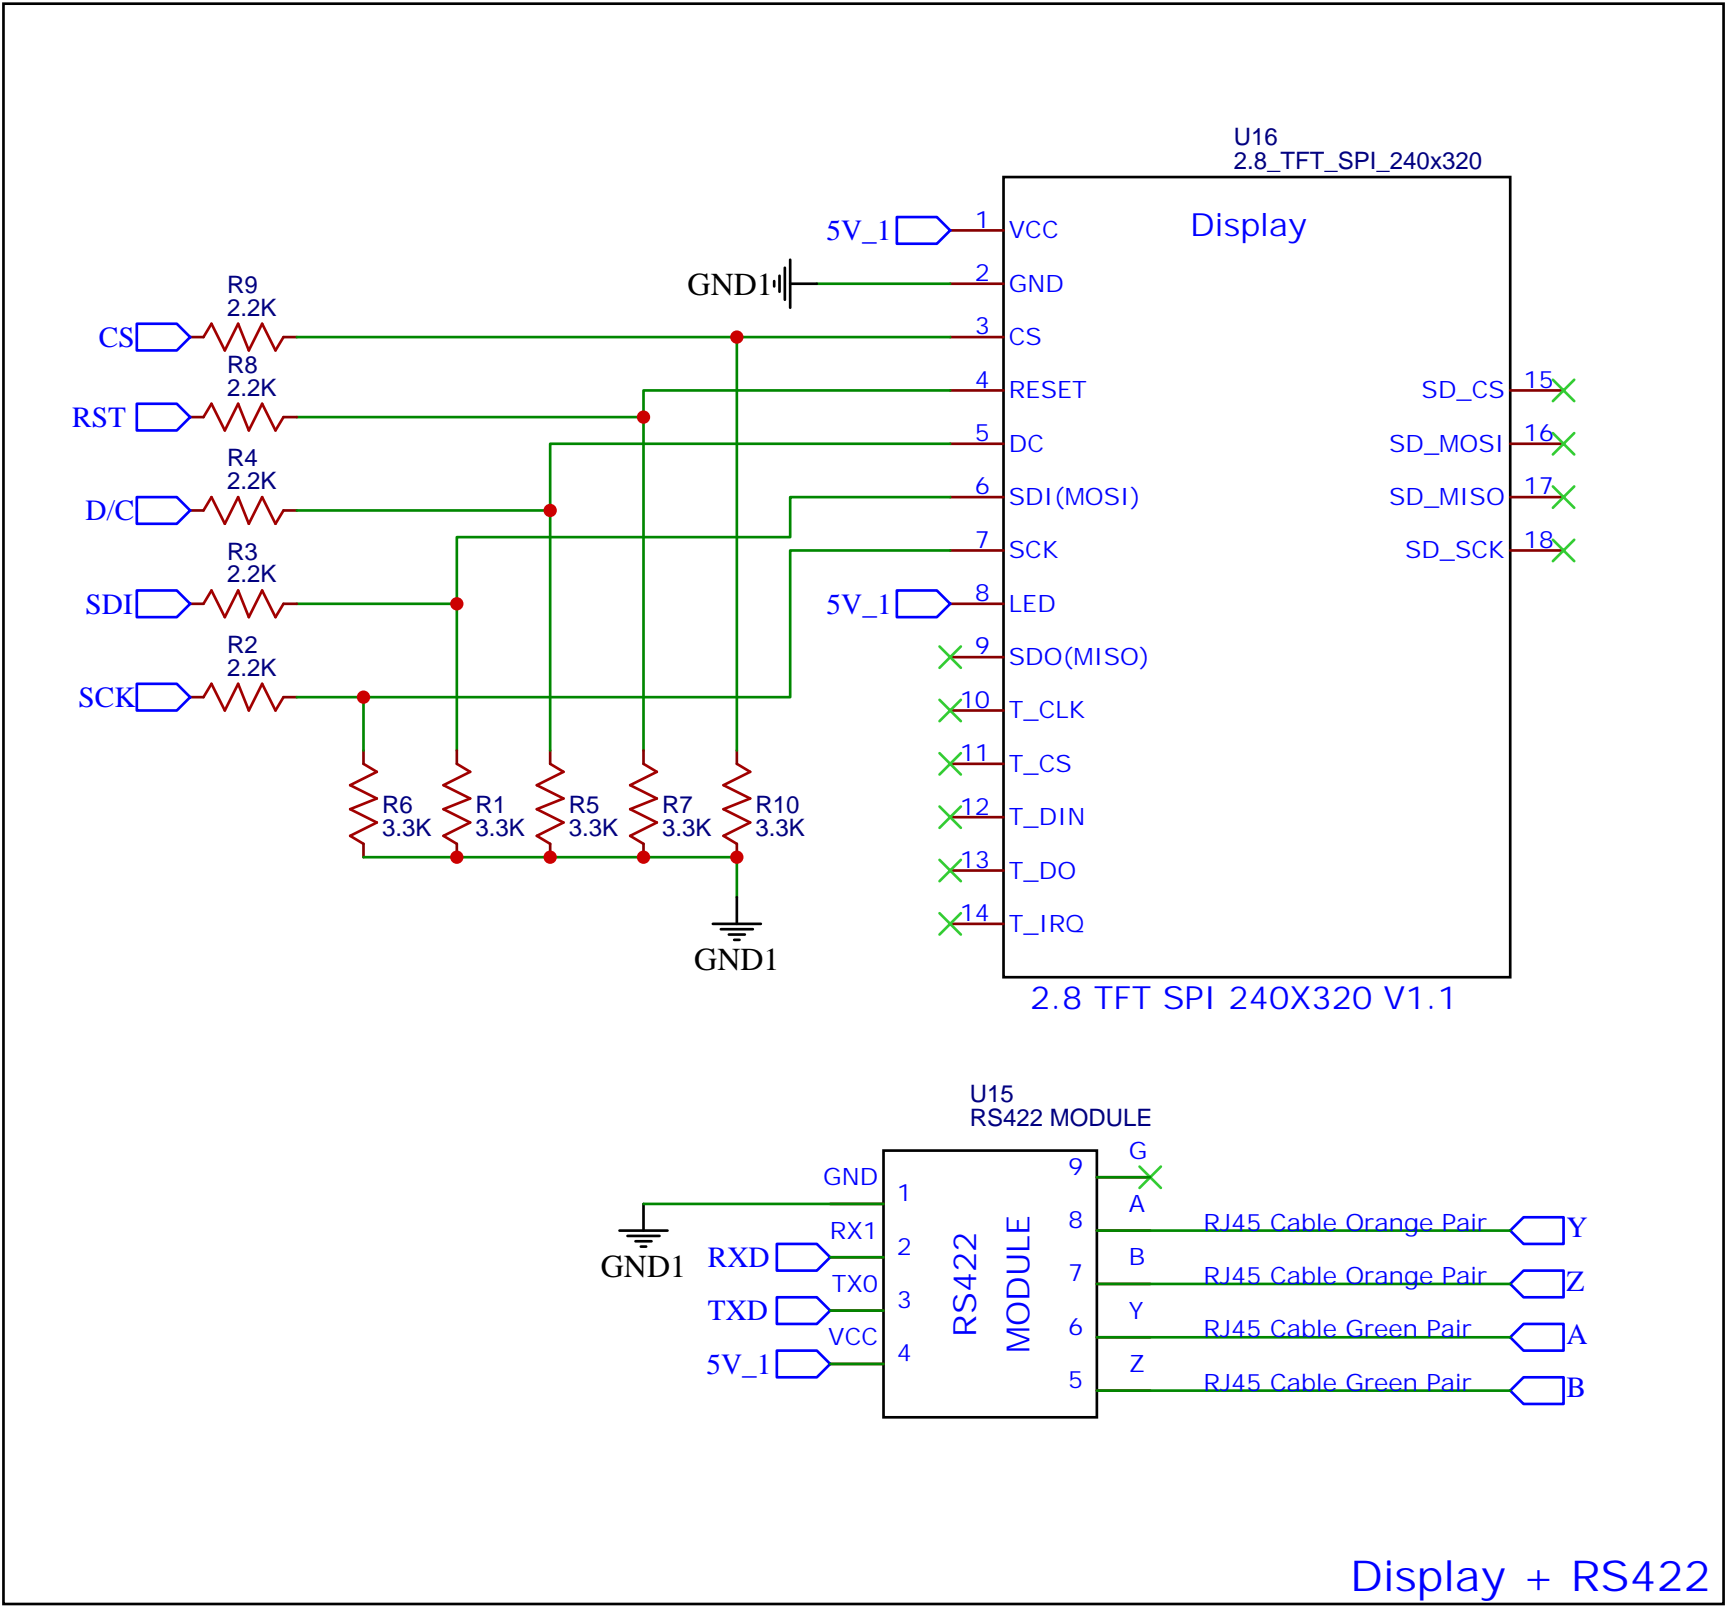 U16
2.8_TFT_SPI_240x320
Display
5V_1
1
VCC
GND1
2
GND
R9
2.2K
CS
3
CS
R8
2.2K
RST
4
RESET
SD_CS
15
R4
2.2K
D/C
5
DC
SD_MOSI
16
R3
2.2K
SDI
6
SDI(MOSI)
SD_MISO
17
R2
2.2K
SCK
7
SCK
SD_SCK
18
5V_1
8
LED
9
SDO(MISO)
10
T_CLK
11
T_CS
12
T_DIN
13
T_DO
14
T_IRQ
R6
3.3K
R1
3.3K
R5
3.3K
R7
3.3K
R10
3.3K
GND1
2.8 TFT SPI 240X320 V1.1
U15
RS422 MODULE
GND
1
GND1
RX1
RXD
2
TX0
TXD
3
VCC
5V_1
4
RS422
MODULE
9
G
8
A
RJ45 Cable Orange Pair
Y
7
B
RJ45 Cable Orange Pair
Z
6
Y
RJ45 Cable Green Pair
A
5
Z
RJ45 Cable Green Pair
B
Display + RS422